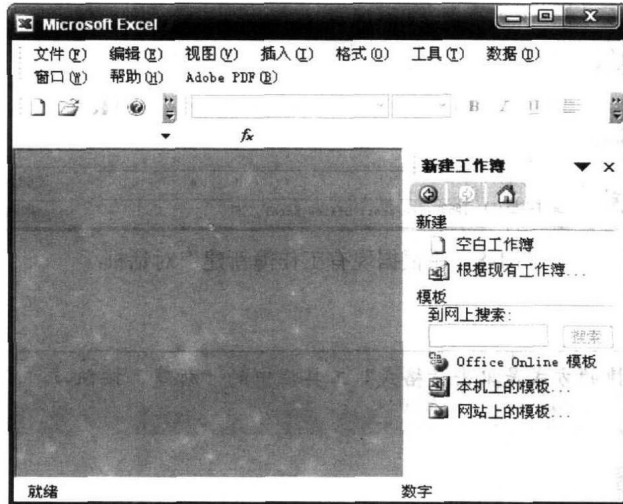 Microsoft Excel
文件(F) 编辑(E) 视图(V) 插入(I) 格式(O) 工具(T) 数据(D)
窗口(W) 帮助(H) Adobe PDF(B)
B I U
fx
新建工作簿
新建
空白工作簿
根据现有工作簿...
模板
到网上搜索:
搜索
Office Online 模板
本机上的模板...
网站上的模板...
就绪 数字